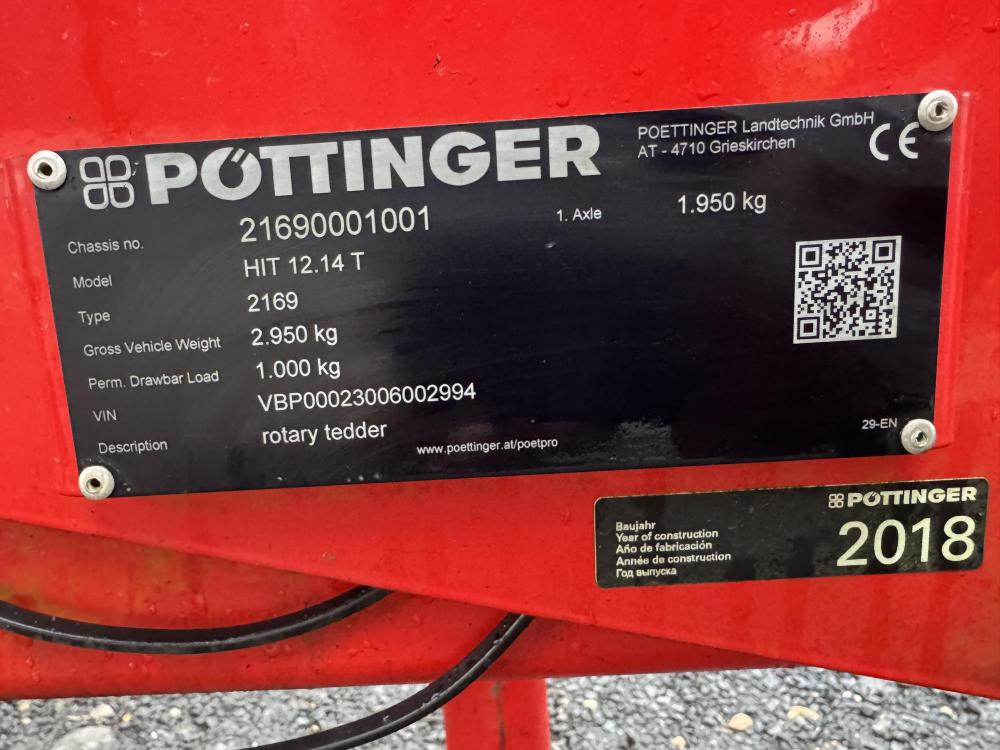 PÖTTINGER
POETTINGER Landtechnik GmbH
AT - 4710 Grieskirchen
CE
Chassis no. 21690001001 1. Axle 1.950 kg
Model HIT 12.14 T
Type 2169
Gross Vehicle Weight 2.950 kg
Perm. Drawbar Load 1.000 kg
VIN VBP00023006002994
Description rotary tedder
www.poettinger.at/poetpro
29-EN
PÖTTINGER
Baujahr
Year of construction
Año de fabricación
Année de construction
Год выпуска
2018